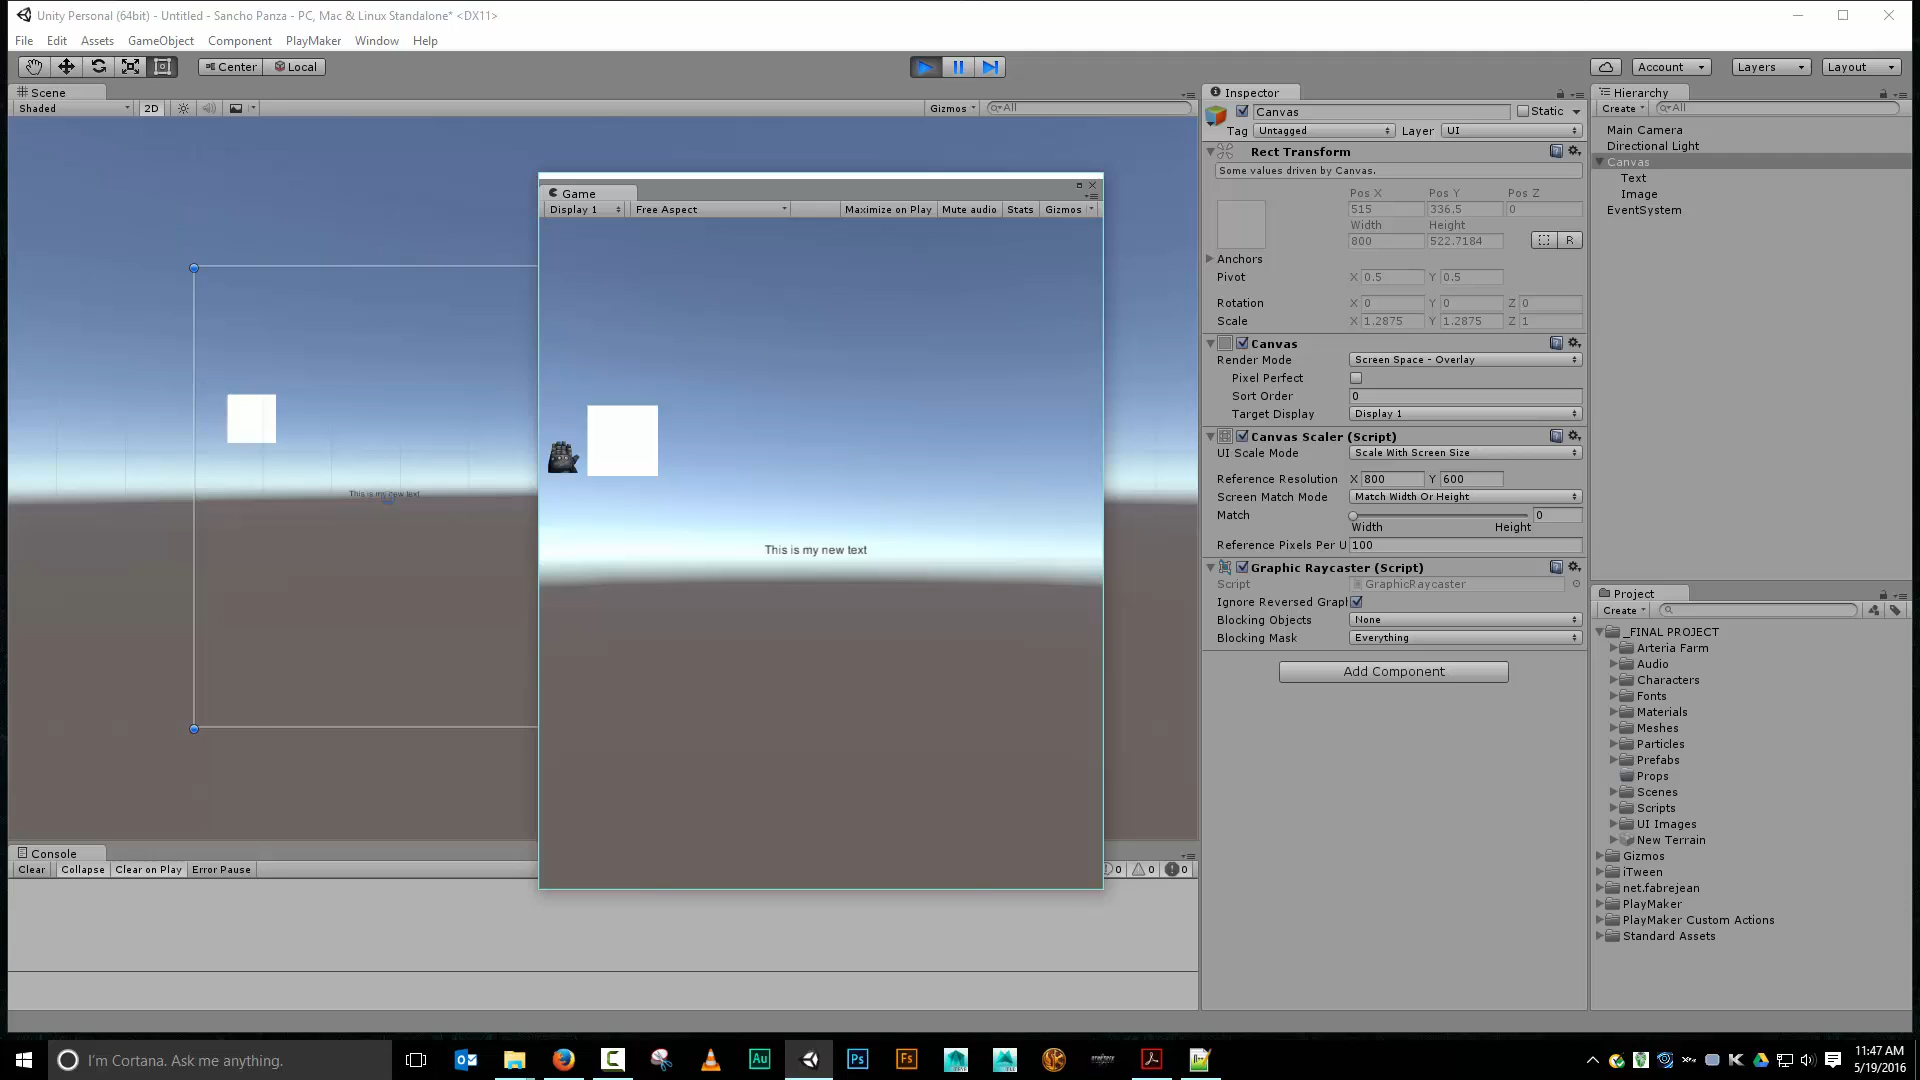 Unity Personal (64bit) - Untitled - Sancho Panza - PC, Mac & Linux Standalone* <DX11>
File Edit Assets GameObject Component PlayMaker Window Help
Center Local
Account Layers Layout
Scene
Shaded 2D Gizmos All
This is my new text
Game
Display 1 Free Aspect Maximize on Play Mute audio Stats Gizmos
This is my new text
Console
Clear Collapse Clear on Play Error Pause 0 0 0
Inspector
Canvas Static
Tag Untagged Layer UI
Rect Transform
Some values driven by Canvas.
Pos X Pos Y Pos Z
515 336.5 0
Width Height
800 522.7184 R
Anchors
Pivot X 0.5 Y 0.5
Rotation X 0 Y 0 Z 0
Scale X 1.2875 Y 1.2875 Z 1
Canvas
Render Mode Screen Space - Overlay
Pixel Perfect
Sort Order 0
Target Display Display 1
Canvas Scaler (Script)
UI Scale Mode Scale With Screen Size
Reference Resolution X 800 Y 600
Screen Match Mode Match Width Or Height
Match 0
Width Height
Reference Pixels Per U 100
Graphic Raycaster (Script)
Script GraphicRaycaster
Ignore Reversed Graph
Blocking Objects None
Blocking Mask Everything
Add Component
Hierarchy
Create All
Main Camera
Directional Light
Canvas
Text
Image
EventSystem
Project
Create
_FINAL PROJECT
Arteria Farm
Audio
Characters
Fonts
Materials
Meshes
Particles
Prefabs
Props
Scenes
Scripts
UI Images
New Terrain
Gizmos
iTween
net.fabrejean
PlayMaker
PlayMaker Custom Actions
Standard Assets
I'm Cortana. Ask me anything.
Au Ps Fs
11:47 AM
5/19/2016